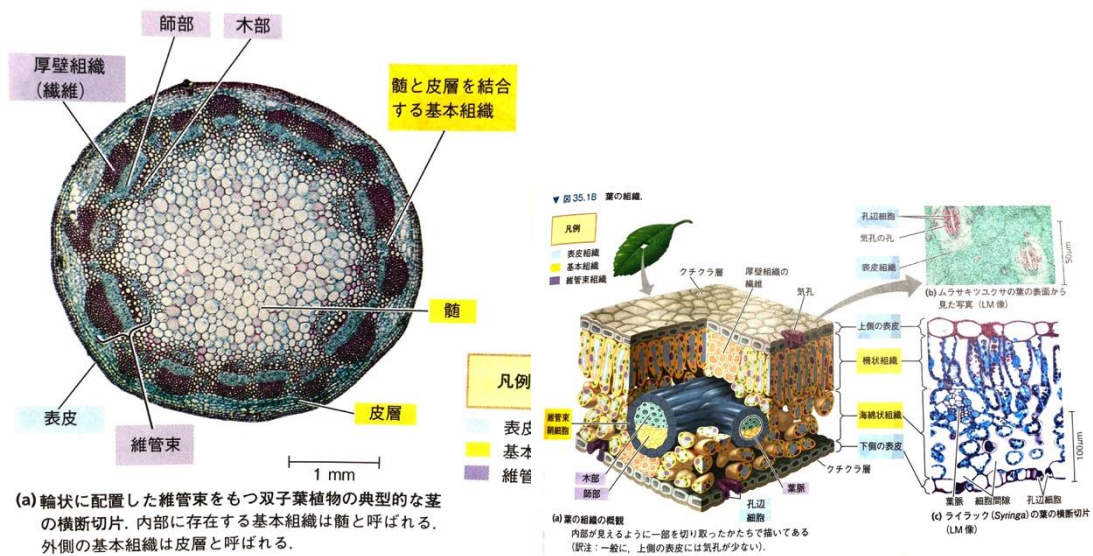 師部
木部
厚壁組織
(繊維)
髄と皮層を結合
する基本組織
髄
皮層
表皮
維管束
1 mm
凡例
表皮
基本
維管
(a) 輪状に配置した維管束をもつ双子葉植物の典型的な茎
の横断切片. 内部に存在する基本組織は髄と呼ばれる.
外側の基本組織は皮層と呼ばれる.
▼ 図 35.18 葉の組織.
凡例
表皮組織
基本組織
維管束組織
クチクラ層
厚壁組織の
繊維
気孔
上側の表皮
柵状組織
海綿状組織
下側の表皮
維管束
鞘細胞
木部
師部
孔辺
細胞
葉脈
クチクラ層
(a) 葉の組織の概観
内部が見えるように一部を切り取ったかたちで描いてある
(訳注:一般に, 上側の表皮には気孔が少ない).
孔辺細胞
気孔の孔
表皮組織
50μm
(b) ムラサキツユクサの葉の表面から
見た写真 (LM 像)
100μm
葉脈 細胞間隙 孔辺細胞
(c) ライラック (Syringa) の葉の横断切片
(LM 像)